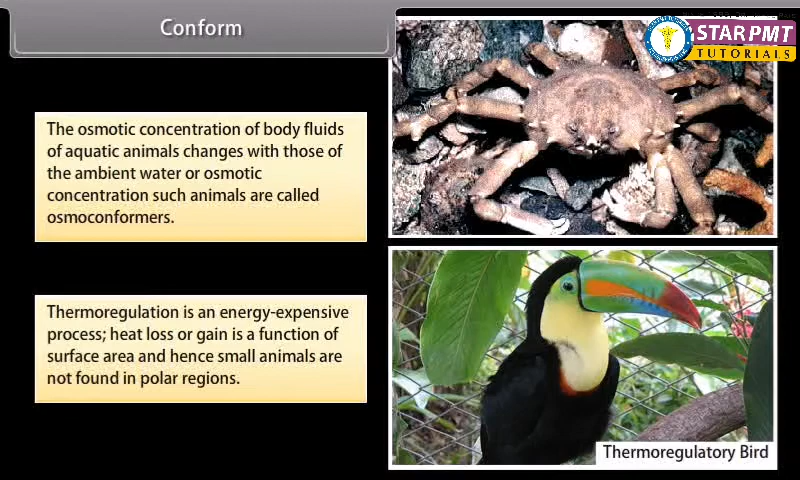 Conform
STAR PMT
TUTORIALS
The osmotic concentration of body fluids
of aquatic animals changes with those of
the ambient water or osmotic
concentration such animals are called
osmoconformers.
Thermoregulation is an energy-expensive
process; heat loss or gain is a function of
surface area and hence small animals are
not found in polar regions.
Thermoregulatory Bird